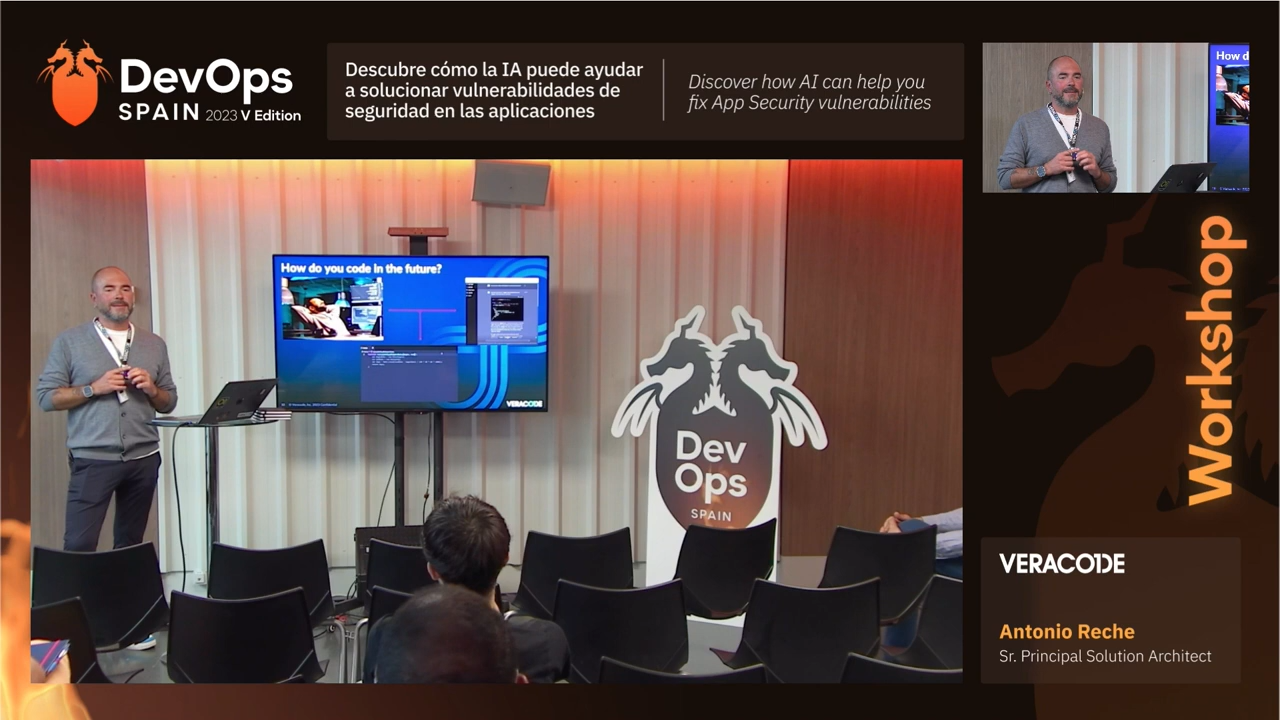 DevOps
SPAIN 2023 V Edition
Descubre cómo la IA puede ayudar
a solucionar vulnerabilidades de
seguridad en las aplicaciones
Discover how AI can help you
fix App Security vulnerabilities
How d
How do you code in the future?
VERACODE
Dev
Ops
SPAIN
Workshop
VERACODE
Antonio Reche
Sr. Principal Solution Architect